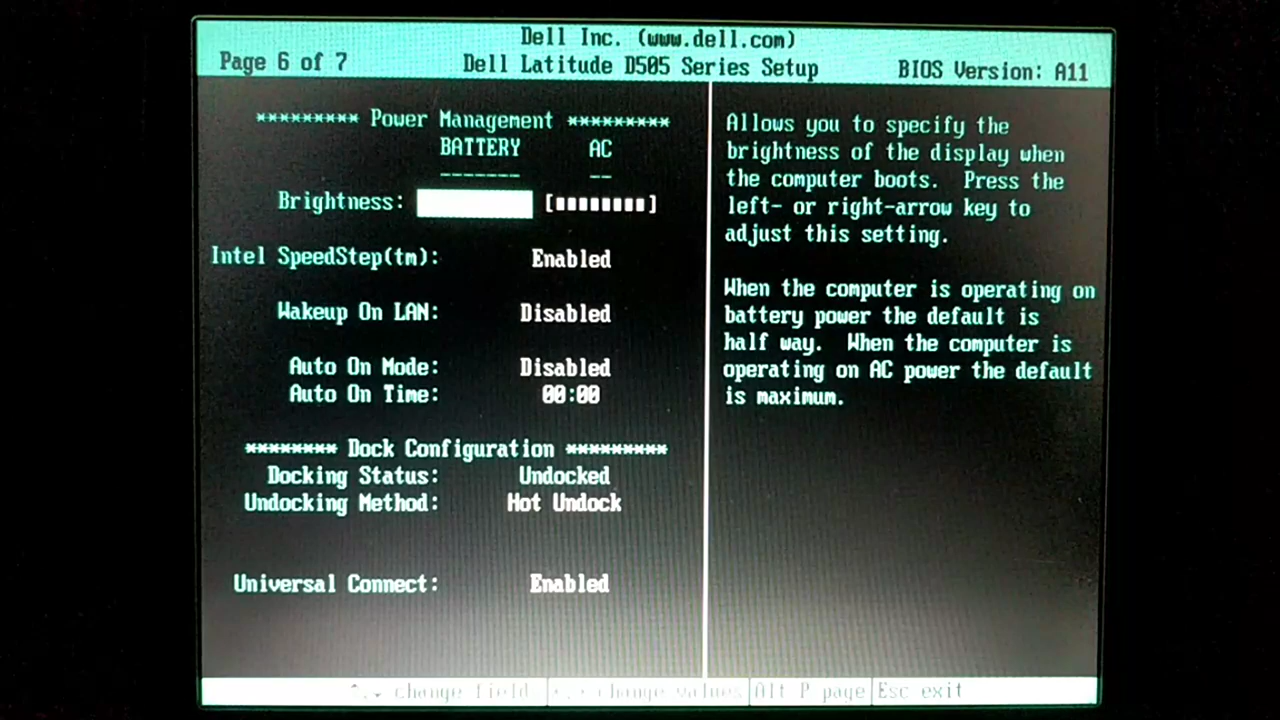 Dell Inc. (www.dell.com)
Page 6 of 7 Dell Latitude D505 Series Setup BIOS Version: A11
********* Power Management *********
BATTERY AC
------- --
Brightness: [■■■■■■■■]
Intel SpeedStep(tm): Enabled
Wakeup On LAN: Disabled
Auto On Mode: Disabled
Auto On Time: 00:00
******** Dock Configuration *********
Docking Status: Undocked
Undocking Method: Hot Undock
Universal Connect: Enabled
Allows you to specify the
brightness of the display when
the computer boots. Press the
left- or right-arrow key to
adjust this setting.
When the computer is operating on
battery power the default is
half way. When the computer is
operating on AC power the default
is maximum.
change field change values Alt P page Esc exit